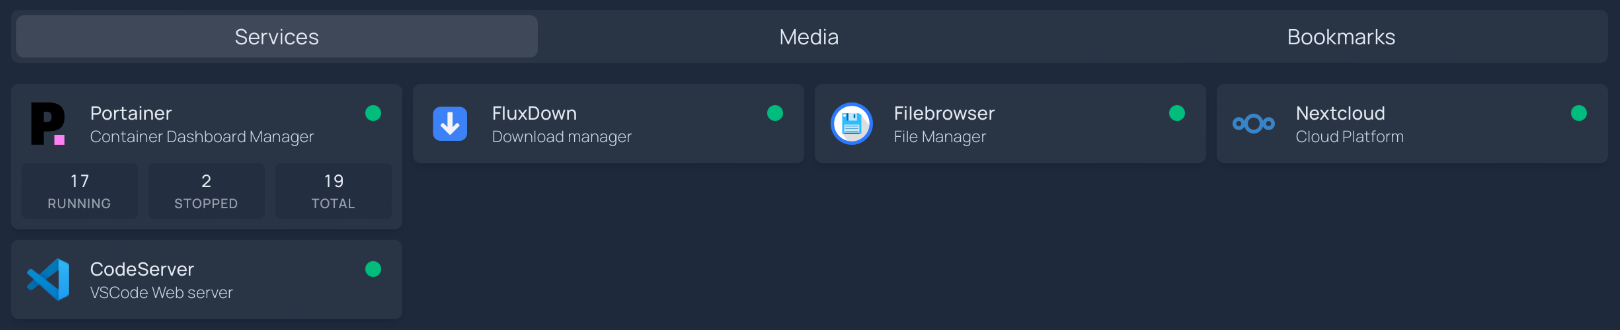 Services
Media
Bookmarks
Portainer
Container Dashboard Manager
17
RUNNING
2
STOPPED
19
TOTAL
FluxDown
Download manager
Filebrowser
File Manager
Nextcloud
Cloud Platform
CodeServer
VSCode Web server